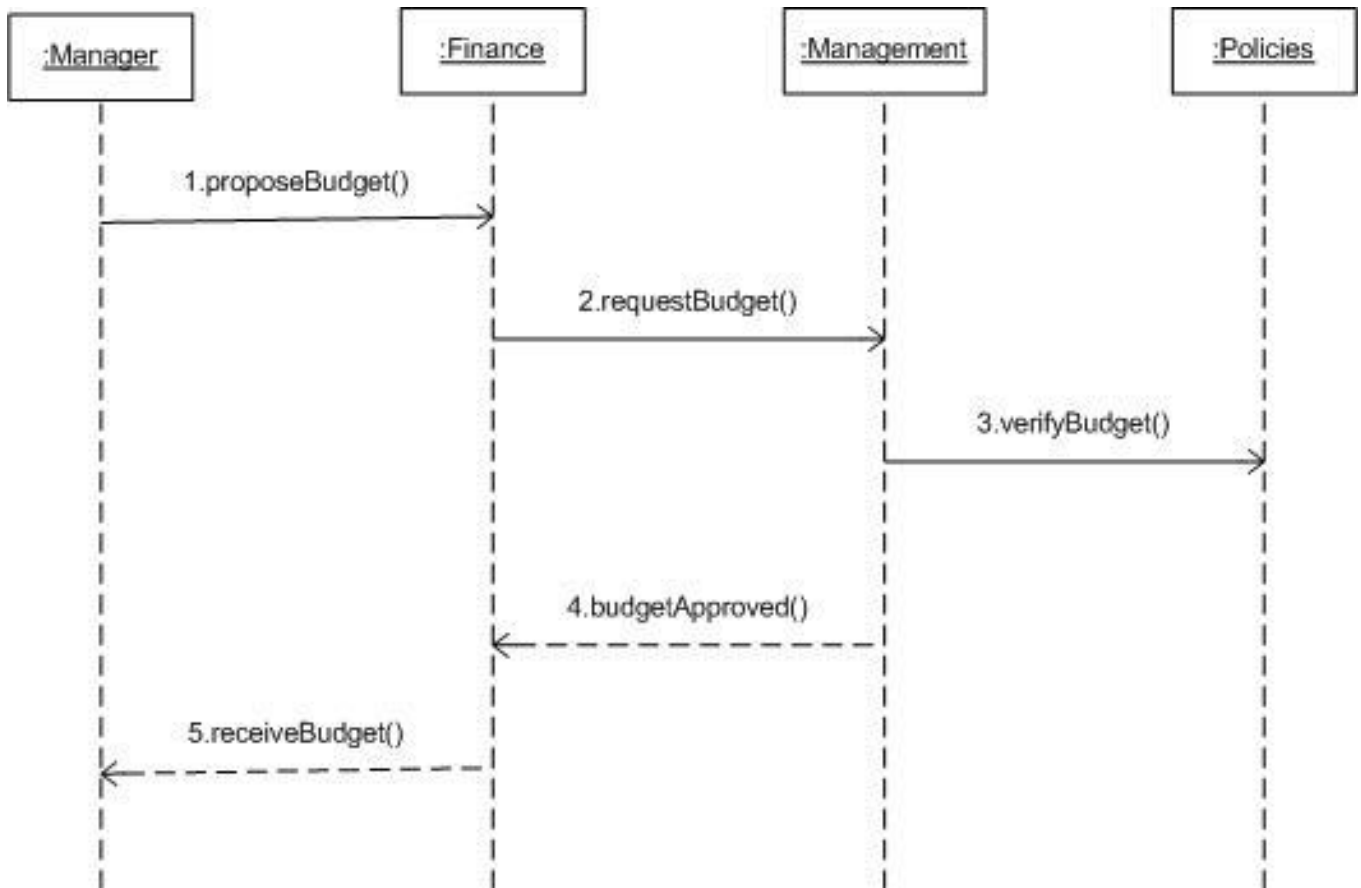 :Manager
:Finance
:Management
:Policies
1.proposeBudget()
2.requestBudget()
3.verifyBudget()
4.budgetApproved()
5.receiveBudget()